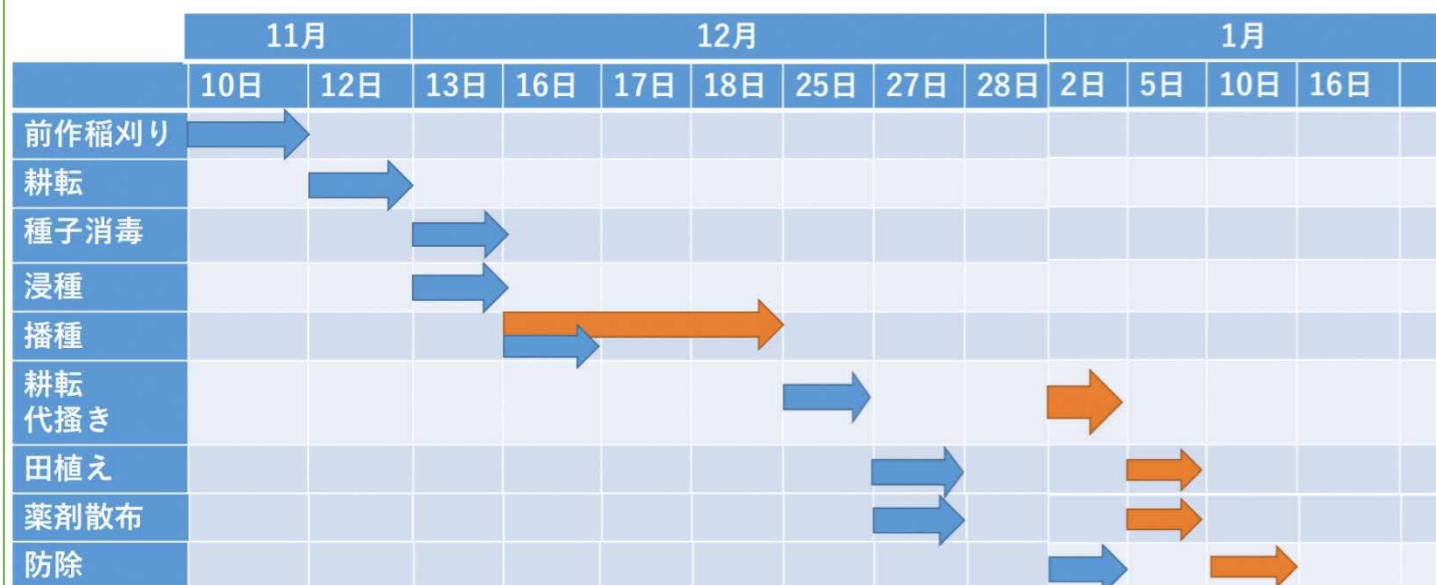 11月 12月 1月
10日 12日 13日 16日 17日 18日 25日 27日 28日 2日 5日 10日 16日
前作稲刈り
耕転
種子消毒
浸種
播種
耕転
代掻き
田植え
薬剤散布
防除